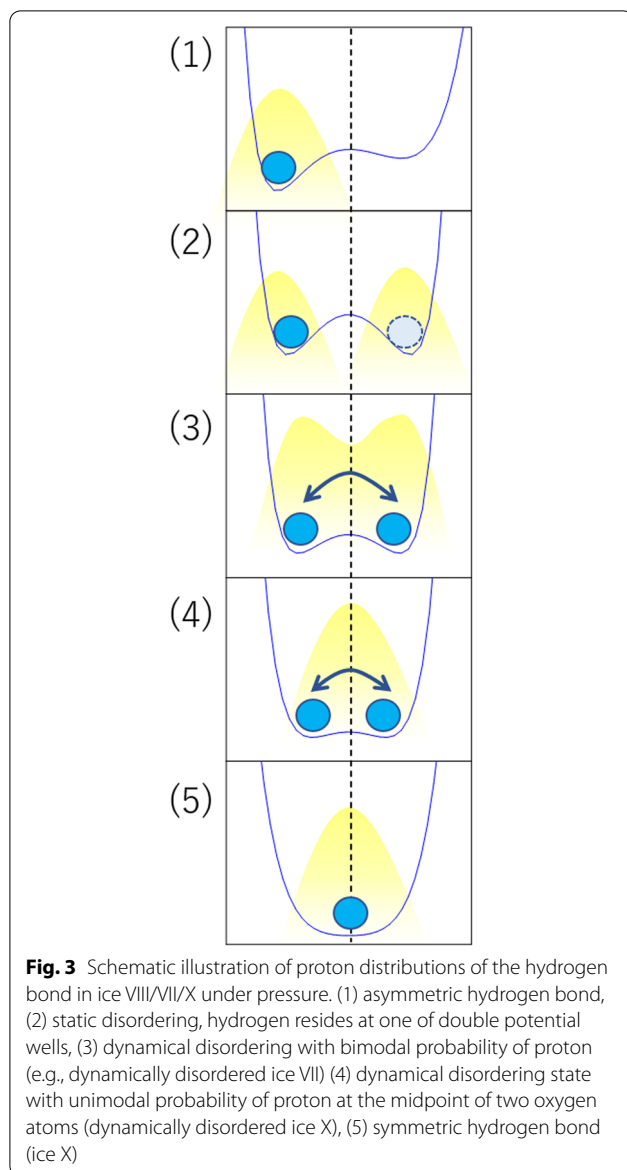 (1)
(2)
(3)
(4)
(5)
Fig. 3 Schematic illustration of proton distributions of the hydrogen
bond in ice VIII/VII/X under pressure. (1) asymmetric hydrogen bond,
(2) static disordering, hydrogen resides at one of double potential
wells, (3) dynamical disordering with bimodal probability of proton
(e.g., dynamically disordered ice VII) (4) dynamical disordering state
with unimodal probability of proton at the midpoint of two oxygen
atoms (dynamically disordered ice X), (5) symmetric hydrogen bond
(ice X)